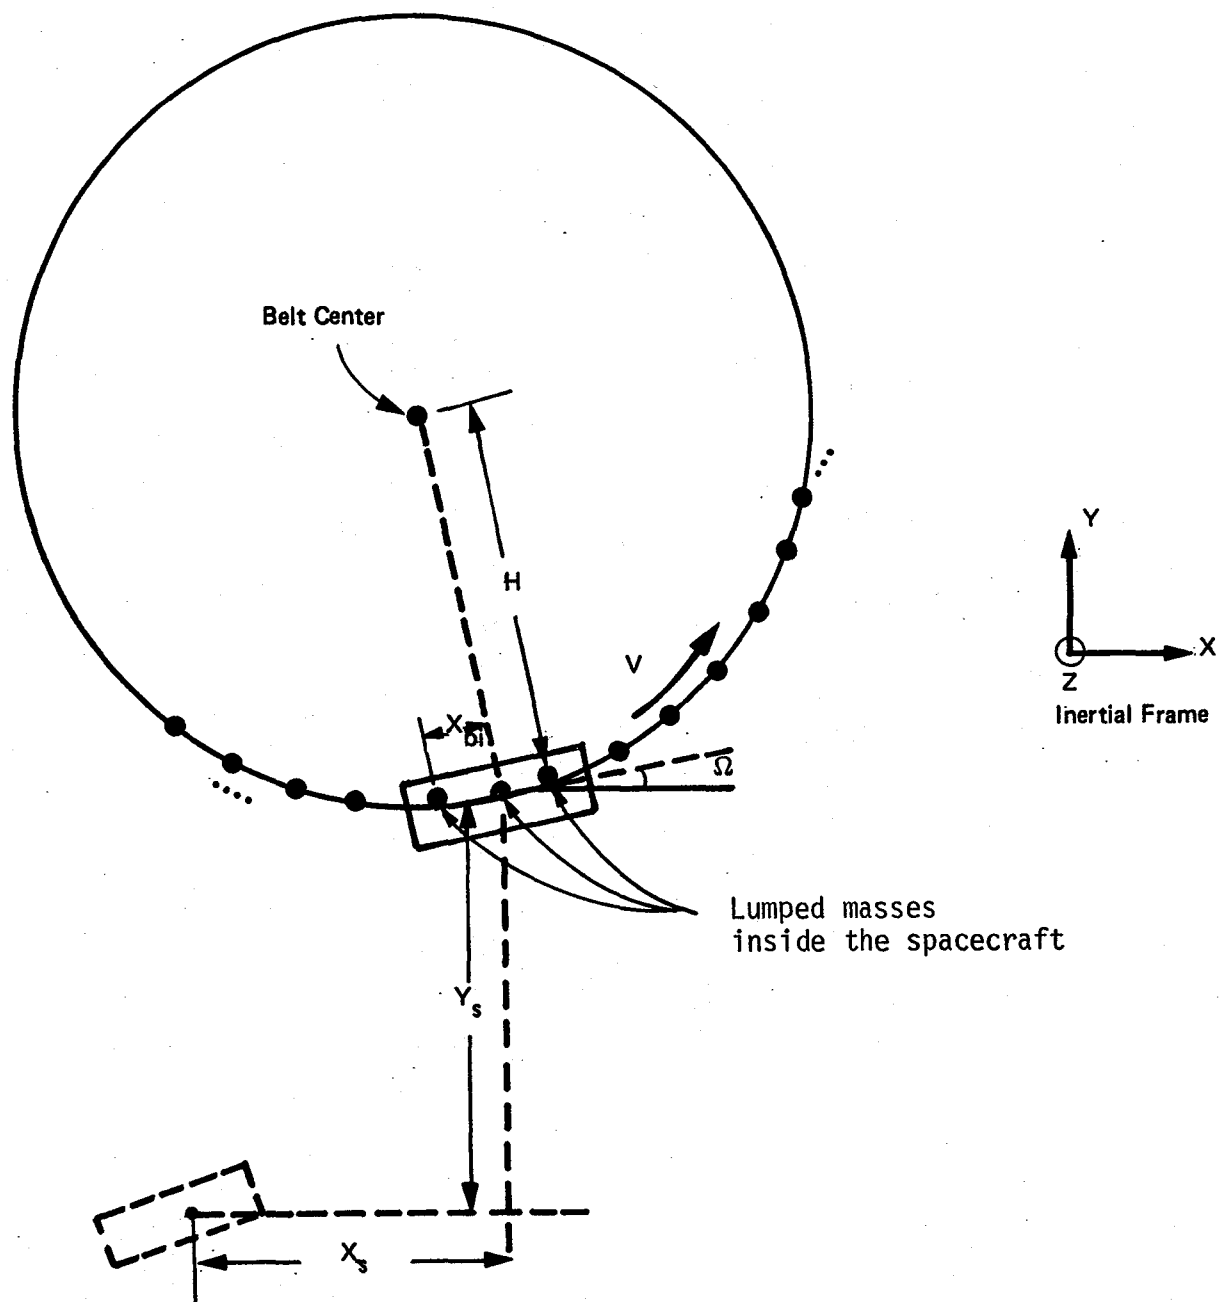 Belt Center
H
V
X
bi
Ω
Y
X
Z
Inertial Frame
Lumped masses
inside the spacecraft
Y
s
X
s